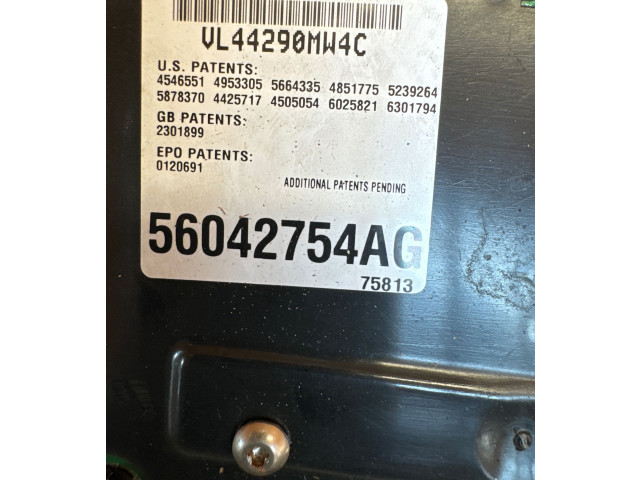 VL44290MW4C
U.S. PATENTS:
4546551 4953305 5664335 4851775 5239264
5878370 4425717 4505054 6025821 6301794
GB PATENTS:
2301899
EPO PATENTS:
0120691
ADDITIONAL PATENTS PENDING
56042754AG
75813